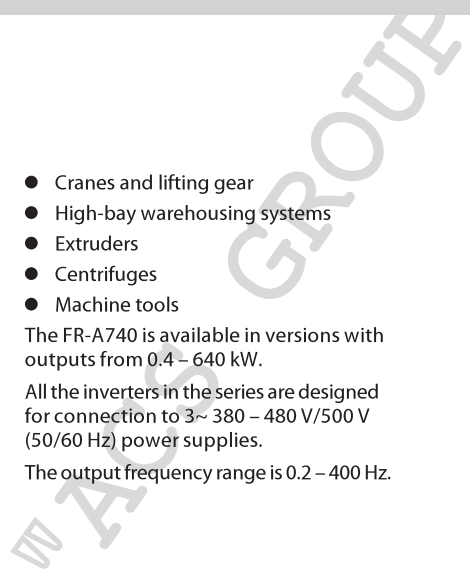 ● Cranes and lifting gear
● High-bay warehousing systems
● Extruders
● Centrifuges
● Machine tools
The FR-A740 is available in versions with
outputs from 0.4 – 640 kW.
All the inverters in the series are designed
for connection to 3~ 380 – 480 V/500 V
(50/60 Hz) power supplies.
The output frequency range is 0.2 – 400 Hz.
W ACS GROUP